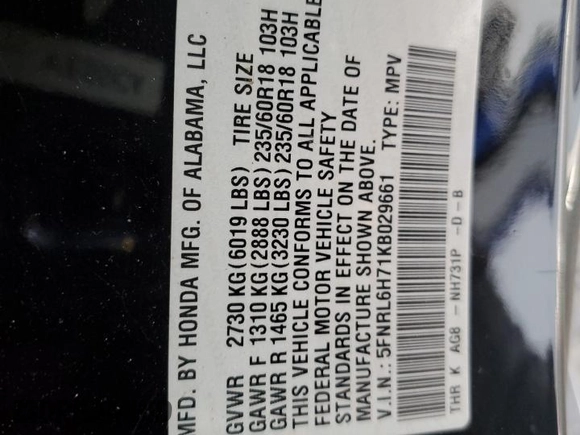 MFD. BY HONDA MFG. OF ALABAMA, LLC
GVWR 2730 KG(6019 LBS) TIRE SIZE
GAWR F 1310 KG(2888 LBS)235/60R18 103H
GAWR R 1465 KG(3230 LBS)235/60R18 103H
THIS VEHICLE CONFORMS TO ALL APPLICABLE
FEDERAL MOTOR VEHICLE SAFETY
STANDARDS IN EFFECT ON THE DATE OF
MANUFACTURE SHOWN ABOVE.
V.I.N.:5FNRL6H71KB029661 TYPE: MPV
THR K AG8 -NH731P -D-B